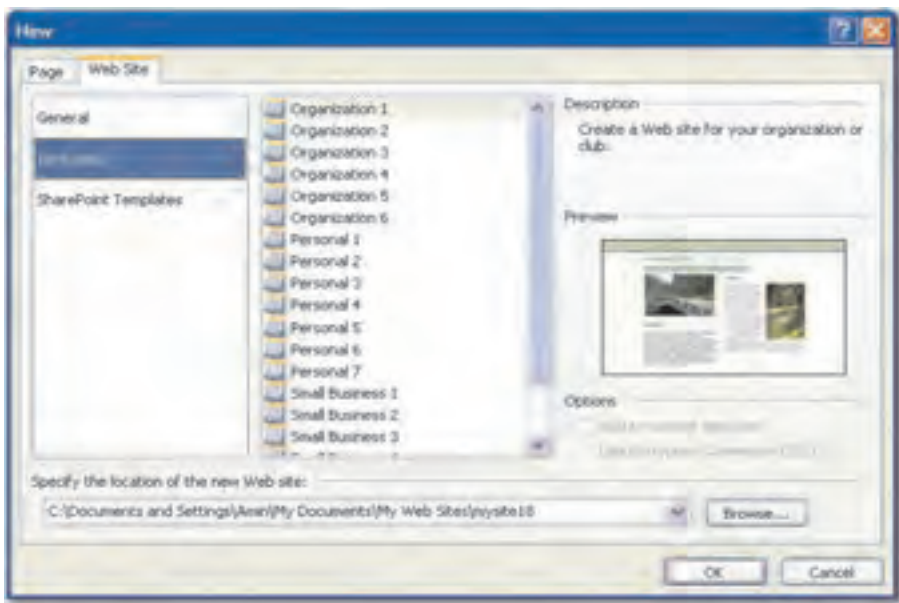 New
Page
Web Site
General
SharePoint Templates
Organization 1
Organization 2
Organization 3
Organization 4
Organization 5
Organization 6
Personal 1
Personal 2
Personal 3
Personal 4
Personal 5
Personal 6
Personal 7
Small Business 1
Small Business 2
Small Business 3
Description
Create a Web site for your organization or
club.
Preview
Options
Specify the location of the new Web site:
C:\Documents and Settings\Amin\My Documents\My Web Sites\mysite18
Browse...
OK
Cancel